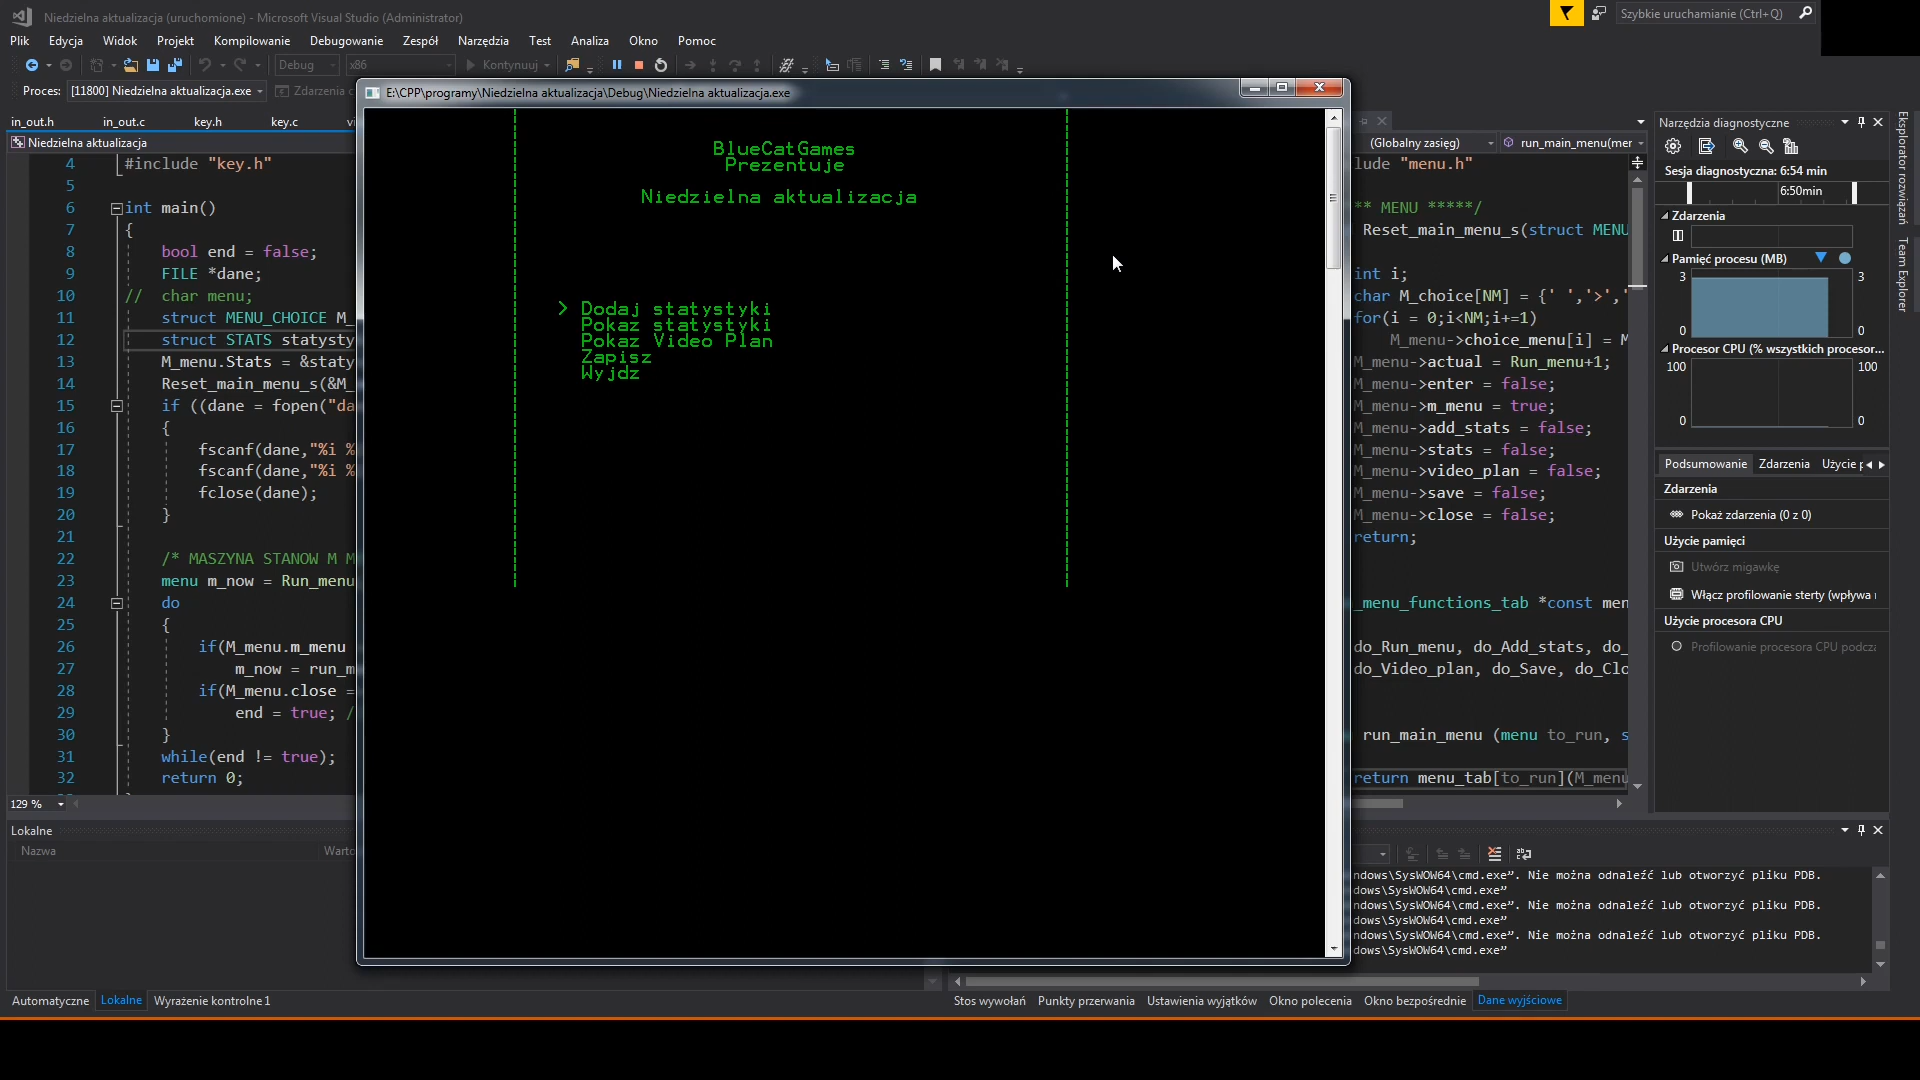 Niedzielna aktualizacja (uruchomione) - Microsoft Visual Studio (Administrator)
Szybkie uruchamianie (Ctrl+Q)
Plik Edycja Widok Projekt Kompilowanie Debugowanie Zespół Narzędzia Test Analiza Okno Pomoc
Debug x86 Kontynuuj
Proces: [11800] Niedzielna aktualizacja.exe Zdarzenia
E:\CPP\programy\Niedzielna aktualizacja\Debug\Niedzielna aktualizacja.exe
BlueCatGames
Prezentuje
Niedzielna aktualizacja
> Dodaj statystyki
Pokaz statystyki
Pokaz Video Plan
Zapisz
Wyjdz
in_out.h in_out.c key.h key.c
Niedzielna aktualizacja
4 #include "key.h"
5
6 int main()
7 {
8 bool end = false;
9 FILE *dane;
10 // char menu;
11 struct MENU_CHOICE M_
12 struct STATS statysty
13 M_menu.Stats = &staty
14 Reset_main_menu_s(&M_
15 if ((dane = fopen("da
16 {
17 fscanf(dane,"%i %
18 fscanf(dane,"%i %
19 fclose(dane);
20 }
21
22 /* MASZYNA STANOW M M
23 menu m_now = Run_menu
24 do
25 {
26 if(M_menu.m_menu
27 m_now = run_m
28 if(M_menu.close =
29 end = true; /
30 }
31 while(end != true);
32 return 0;
129 %
(Globalny zasięg) run_main_menu(mer
lude "menu.h"
** MENU *****/
Reset_main_menu_s(struct MENU
int i;
char M_choice[NM] = {' ','>','
for(i = 0;i<NM;i+=1)
M_menu->choice_menu[i] = M
M_menu->actual = Run_menu+1;
M_menu->enter = false;
M_menu->m_menu = true;
M_menu->add_stats = false;
M_menu->stats = false;
M_menu->video_plan = false;
M_menu->save = false;
M_menu->close = false;
return;
_menu_functions_tab *const men
do_Run_menu, do_Add_stats, do_
do_Video_plan, do_Save, do_Clo
run_main_menu (menu to_run, s
return menu_tab[to_run](M_menu
Narzędzia diagnostyczne
Sesja diagnostyczna: 6:54 min
6:50min
Zdarzenia
Pamięć procesu (MB)
3 3
0 0
Procesor CPU (% wszystkich procesor...
100 100
0 0
Podsumowanie Zdarzenia Użycie p
Zdarzenia
Pokaż zdarzenia (0 z 0)
Użycie pamięci
Utwórz migawkę
Włącz profilowanie sterty (wpływa
Użycie procesora CPU
Profilowanie procesora CPU podcza
Eksplorator rozwiązań
Team Explorer
Lokalne
Nazwa Warto
Automatyczne Lokalne Wyrażenie kontrolne 1
ndows\SysWOW64\cmd.exe”. Nie można odnaleźć lub otworzyć pliku PDB.
dows\SysWOW64\cmd.exe”
ndows\SysWOW64\cmd.exe”. Nie można odnaleźć lub otworzyć pliku PDB.
dows\SysWOW64\cmd.exe”
ndows\SysWOW64\cmd.exe”. Nie można odnaleźć lub otworzyć pliku PDB.
dows\SysWOW64\cmd.exe”
Stos wywołań Punkty przerwania Ustawienia wyjątków Okno polecenia Okno bezpośrednie Dane wyjściowe